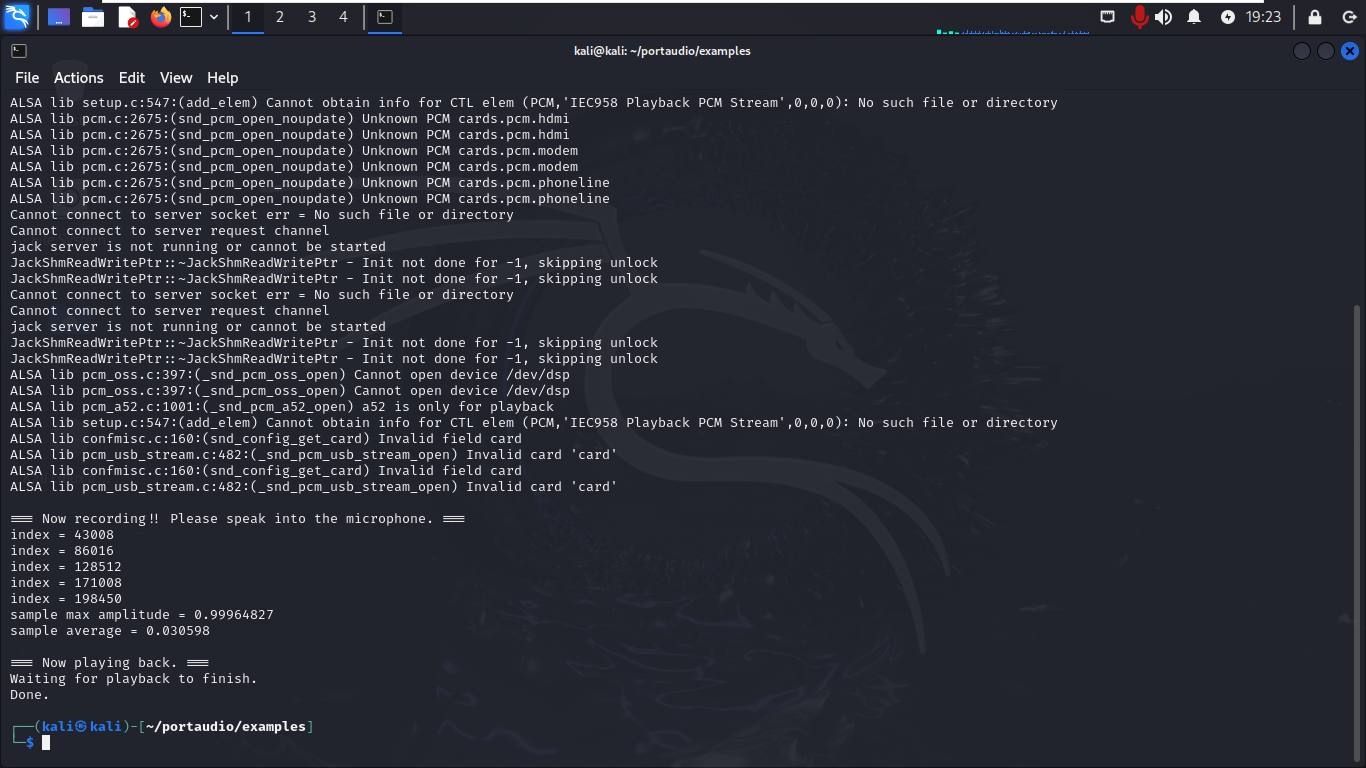 1 2 3 4 19:23
kali@kali: ~/portaudio/examples
File Actions Edit View Help
ALSA lib setup.c:547:(add_elem) Cannot obtain info for CTL elem (PCM,'IEC958 Playback PCM Stream',0,0,0): No such file or directory
ALSA lib pcm.c:2675:(snd_pcm_open_noupdate) Unknown PCM cards.pcm.hdmi
ALSA lib pcm.c:2675:(snd_pcm_open_noupdate) Unknown PCM cards.pcm.hdmi
ALSA lib pcm.c:2675:(snd_pcm_open_noupdate) Unknown PCM cards.pcm.modem
ALSA lib pcm.c:2675:(snd_pcm_open_noupdate) Unknown PCM cards.pcm.modem
ALSA lib pcm.c:2675:(snd_pcm_open_noupdate) Unknown PCM cards.pcm.phoneline
ALSA lib pcm.c:2675:(snd_pcm_open_noupdate) Unknown PCM cards.pcm.phoneline
Cannot connect to server socket err = No such file or directory
Cannot connect to server request channel
jack server is not running or cannot be started
JackShmReadWritePtr::~JackShmReadWritePtr - Init not done for -1, skipping unlock
JackShmReadWritePtr::~JackShmReadWritePtr - Init not done for -1, skipping unlock
Cannot connect to server socket err = No such file or directory
Cannot connect to server request channel
jack server is not running or cannot be started
JackShmReadWritePtr::~JackShmReadWritePtr - Init not done for -1, skipping unlock
JackShmReadWritePtr::~JackShmReadWritePtr - Init not done for -1, skipping unlock
ALSA lib pcm_oss.c:397:(_snd_pcm_oss_open) Cannot open device /dev/dsp
ALSA lib pcm_oss.c:397:(_snd_pcm_oss_open) Cannot open device /dev/dsp
ALSA lib pcm_a52.c:1001:(_snd_pcm_a52_open) a52 is only for playback
ALSA lib setup.c:547:(add_elem) Cannot obtain info for CTL elem (PCM,'IEC958 Playback PCM Stream',0,0,0): No such file or directory
ALSA lib confmisc.c:160:(snd_config_get_card) Invalid field card
ALSA lib pcm_usb_stream.c:482:(_snd_pcm_usb_stream_open) Invalid card 'card'
ALSA lib confmisc.c:160:(snd_config_get_card) Invalid field card
ALSA lib pcm_usb_stream.c:482:(_snd_pcm_usb_stream_open) Invalid card 'card'
=== Now recording!! Please speak into the microphone. ===
index = 43008
index = 86016
index = 128512
index = 171008
index = 198450
sample max amplitude = 0.99964827
sample average = 0.030598
=== Now playing back. ===
Waiting for playback to finish.
Done.
┌──(kali㉿kali)-[~/portaudio/examples]
└─$